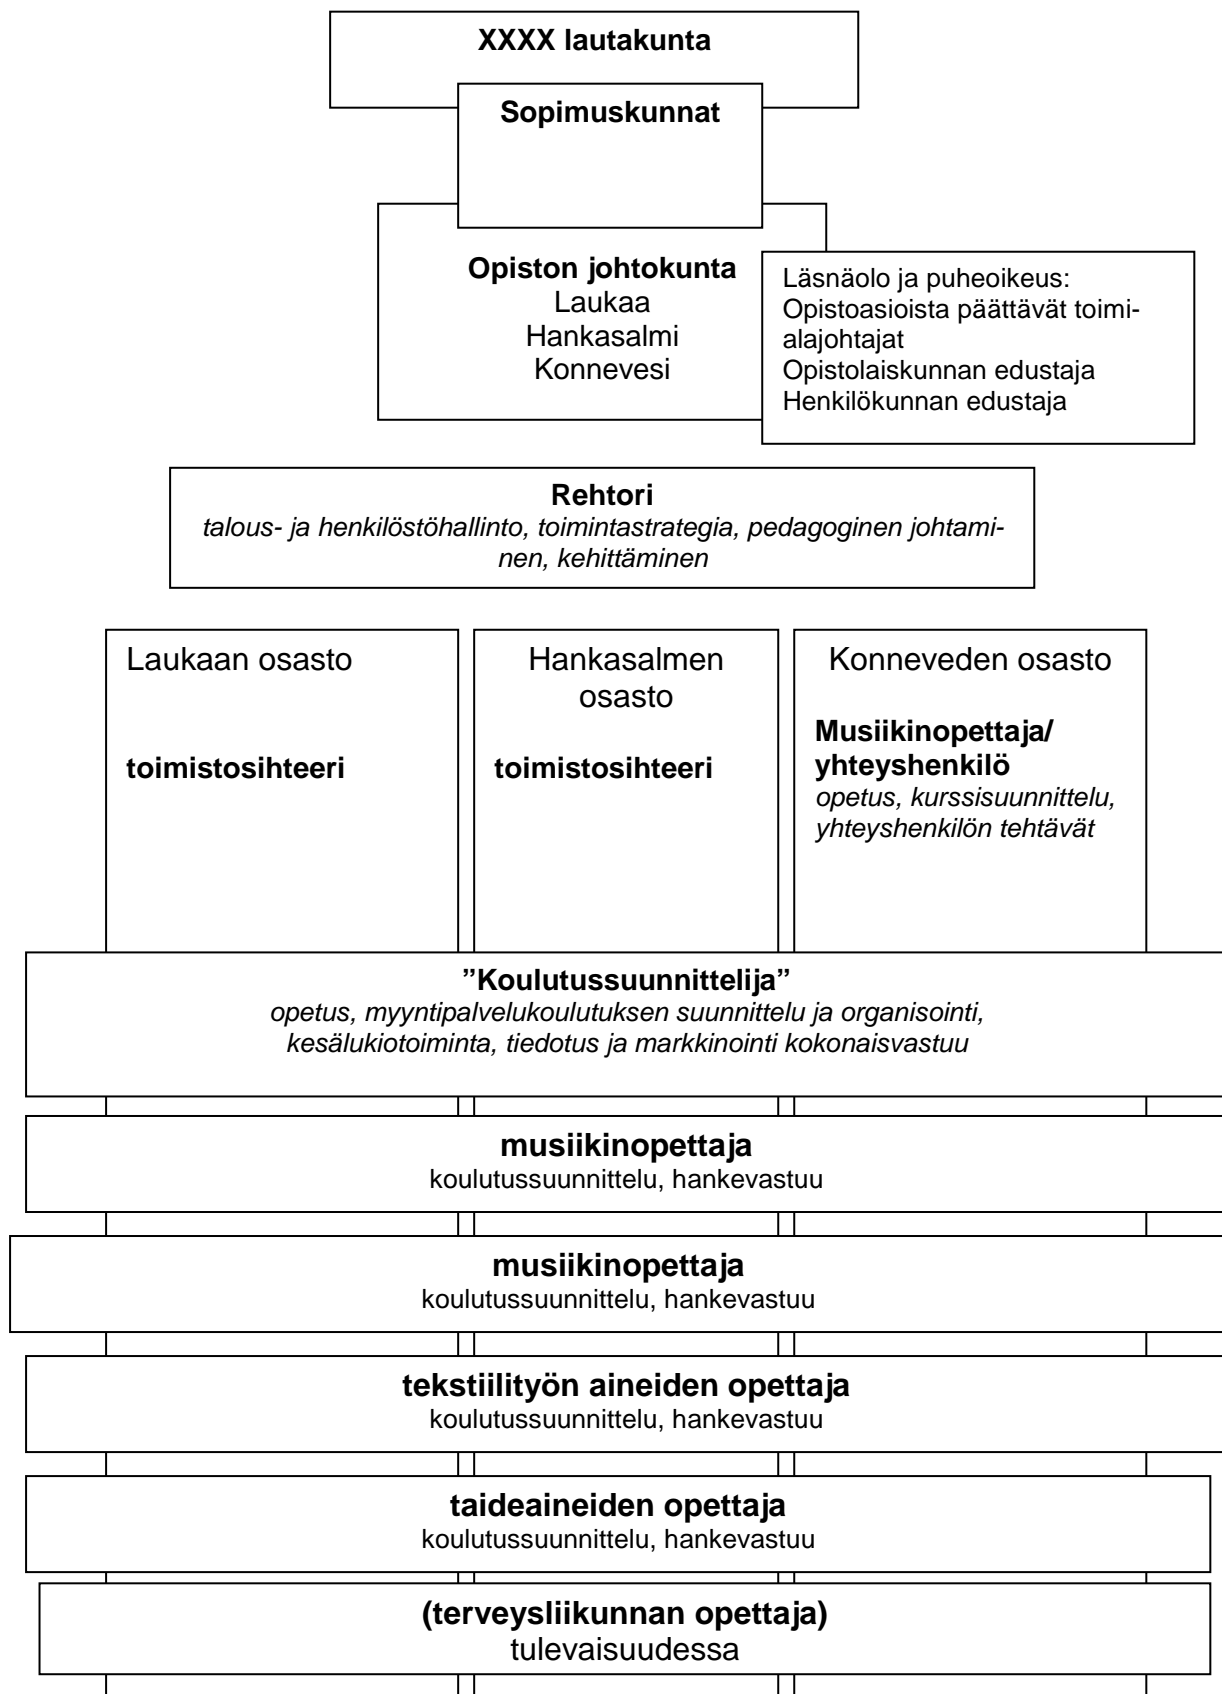 XXXX lautakunta
Sopimuskunnat
Opiston johtokunta
Laukaa
Hankasalmi
Konnevesi
Läsnäolo ja puheoikeus:
Opistoasioista päättävät toimi-
alajohtajat
Opistolaiskunnan edustaja
Henkilökunnan edustaja
Rehtori
talous- ja henkilöstöhallinto, toimintastrategia, pedagoginen johtami-
nen, kehittäminen
Laukaan osasto
toimistosihteeri
Hankasalmen
osasto
toimistosihteeri
Konneveden osasto
Musiikinopettaja/
yhteyshenkilö
opetus, kurssisuunnittelu,
yhteyshenkilön tehtävät
”Koulutussuunnittelija”
opetus, myyntipalvelukoulutuksen suunnittelu ja organisointi,
kesälukiotoiminta, tiedotus ja markkinointi kokonaisvastuu
musiikinopettaja
koulutussuunnittelu, hankevastuu
musiikinopettaja
koulutussuunnittelu, hankevastuu
tekstiilityön aineiden opettaja
koulutussuunnittelu, hankevastuu
taideaineiden opettaja
koulutussuunnittelu, hankevastuu
(terveysliikunnan opettaja)
tulevaisuudessa